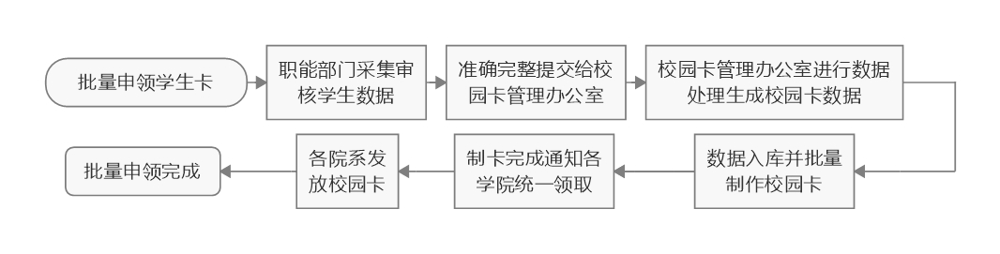 批量申领学生卡
职能部门采集审
核学生数据
准确完整提交给校
园卡管理办公室
校园卡管理办公室进行数据
处理生成校园卡数据
数据入库并批量
制作校园卡
制卡完成通知各
学院统一领取
各院系发
放校园卡
批量申领完成